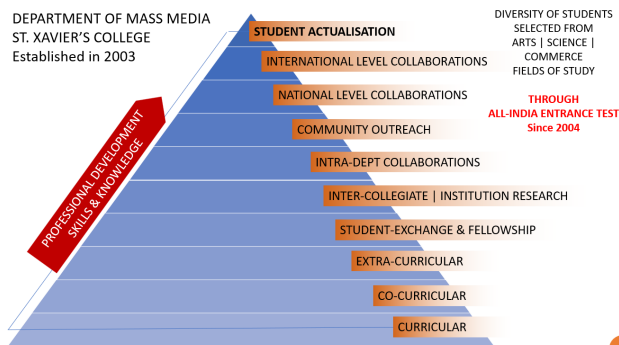 DEPARTMENT OF MASS MEDIA
ST. XAVIER'S COLLEGE
Established in 2003
DIVERSITY OF STUDENTS
SELECTED FROM
ARTS | SCIENCE |
COMMERCE
FIELDS OF STUDY
THROUGH
ALL-INDIA ENTRANCE TEST
Since 2004
PROFESSIONAL DEVELOPMENT
SKILLS & KNOWLEDGE
STUDENT ACTUALISATION
INTERNATIONAL LEVEL COLLABORATIONS
NATIONAL LEVEL COLLABORATIONS
COMMUNITY OUTREACH
INTRA-DEPT COLLABORATIONS
INTER-COLLEGIATE | INSTITUTION RESEARCH
STUDENT-EXCHANGE & FELLOWSHIP
EXTRA-CURRICULAR
CO-CURRICULAR
CURRICULAR